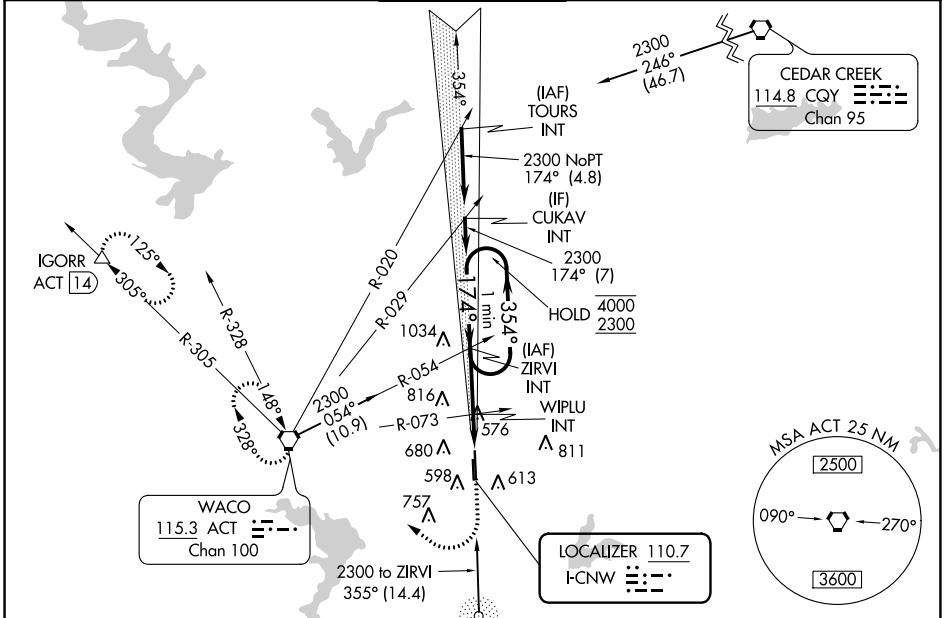 2300
246°
(46.7)
CEDAR CREEK
114.8 CQY
Chan 95
354°
(IAF)
TOURS
INT
2300 NoPT
174° (4.8)
(IF)
CUKAV
INT
2300
174° (7)
HOLD 4000
2300
IGORR
ACT 14
125°
305°
R-305
R-328
148°
328°
R-020
R-029
174°
1 min
354°
1034
(IAF)
ZIRVI
INT
2300
054°
(10.9)
R-054
816
R-073
WIPLU
INT
576
811
680
598
613
757
WACO
115.3 ACT
Chan 100
2300 to ZIRVI
355° (14.4)
LOCALIZER 110.7
I-CNW
MSA ACT 25 NM
2500
090°
270°
3600